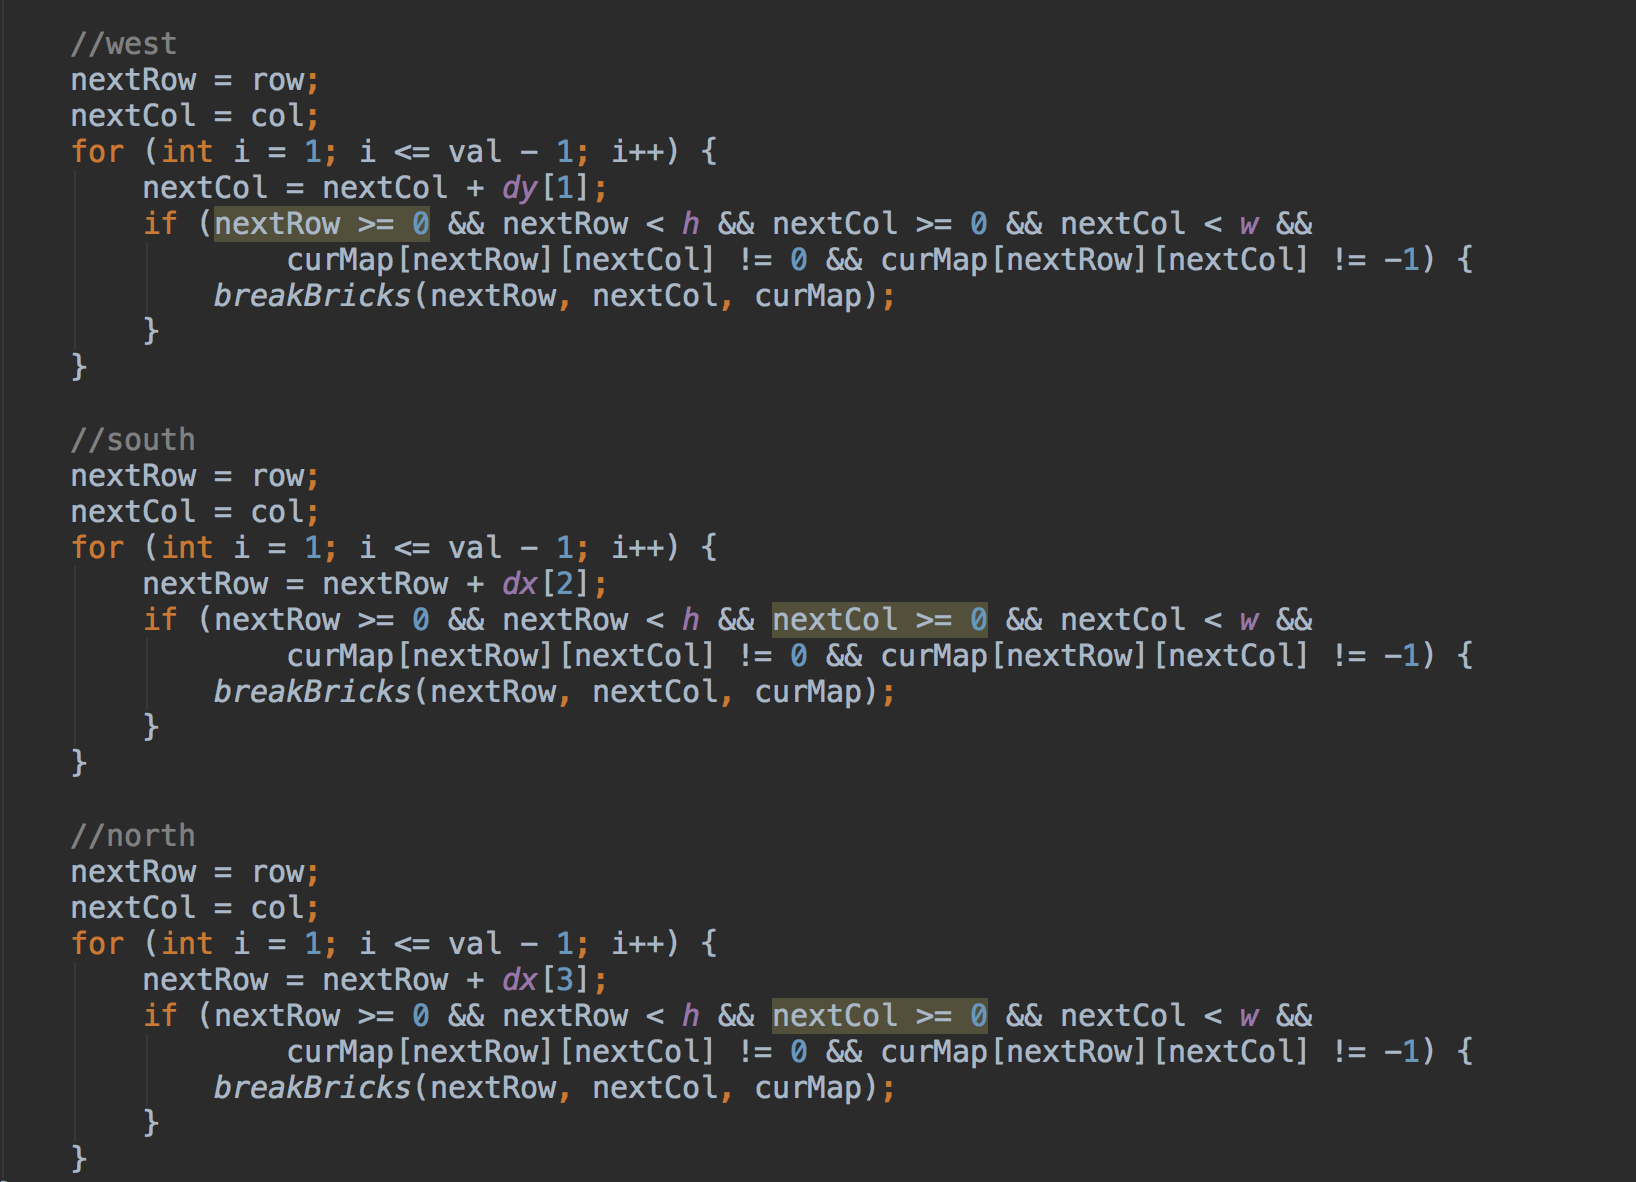 //west
nextRow = row;
nextCol = col;
for (int i = 1; i <= val - 1; i++) {
    nextCol = nextCol + dy[1];
    if (nextRow >= 0 && nextRow < h && nextCol >= 0 && nextCol < w &&
            curMap[nextRow][nextCol] != 0 && curMap[nextRow][nextCol] != -1) {
        breakBricks(nextRow, nextCol, curMap);
    }
}

//south
nextRow = row;
nextCol = col;
for (int i = 1; i <= val - 1; i++) {
    nextRow = nextRow + dx[2];
    if (nextRow >= 0 && nextRow < h && nextCol >= 0 && nextCol < w &&
            curMap[nextRow][nextCol] != 0 && curMap[nextRow][nextCol] != -1) {
        breakBricks(nextRow, nextCol, curMap);
    }
}

//north
nextRow = row;
nextCol = col;
for (int i = 1; i <= val - 1; i++) {
    nextRow = nextRow + dx[3];
    if (nextRow >= 0 && nextRow < h && nextCol >= 0 && nextCol < w &&
            curMap[nextRow][nextCol] != 0 && curMap[nextRow][nextCol] != -1) {
        breakBricks(nextRow, nextCol, curMap);
    }
}